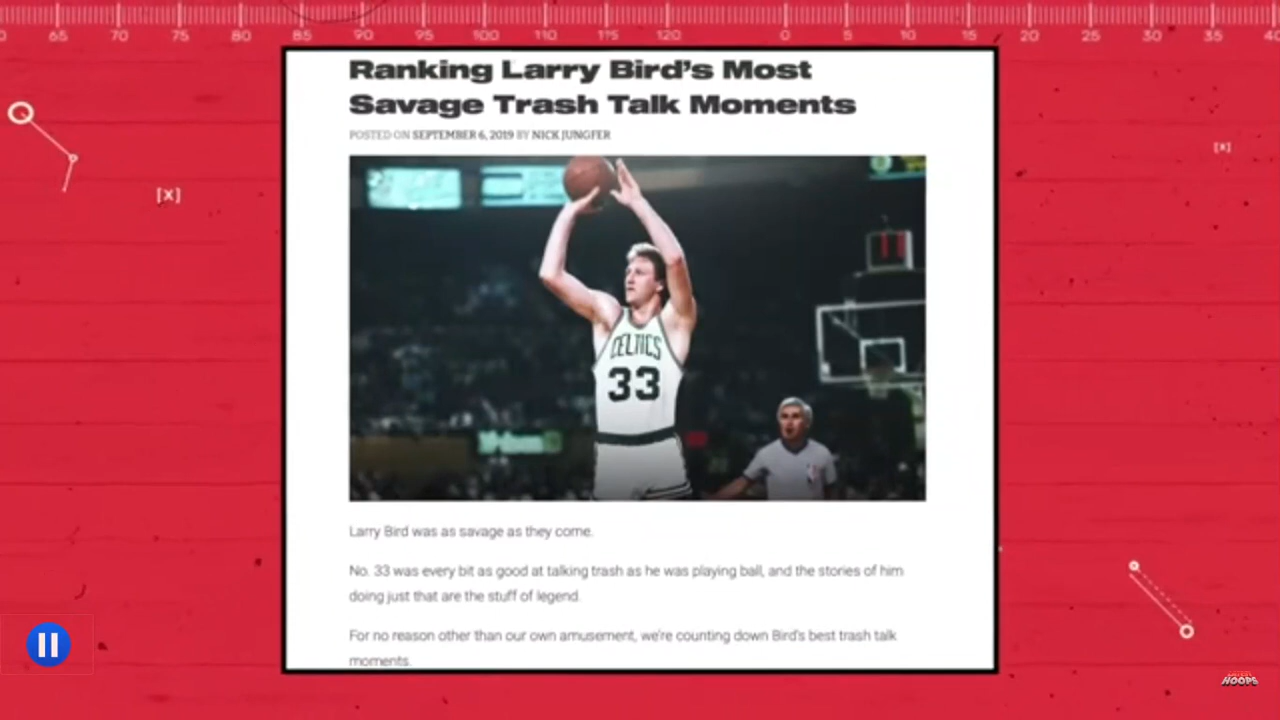 0 65 70 75 80 85 90 95 100 110 115 120 0 5 10 15 20 25 30 35 40
Ranking Larry Bird's Most
Savage Trash Talk Moments
POSTED ON SEPTEMBER 6, 2019 BY NICK JUNGFER
[X]
[X]
CELTICS
33
Larry Bird was as savage as they come.
No. 33 was every bit as good at talking trash as he was playing ball, and the stories of him
doing just that are the stuff of legend.
For no reason other than our own amusement, we're counting down Bird's best trash talk
moments.
HOOPS